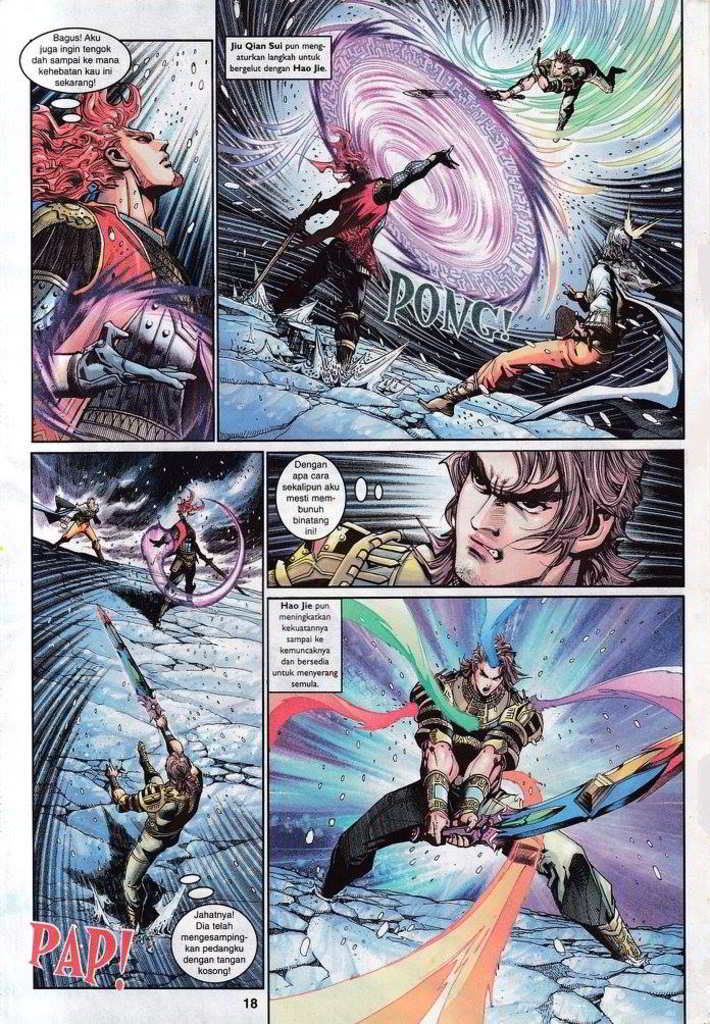 Bagus! Aku
juga ingin tengok
dah sampai ke mana
kehebatan kau ini
sekarang!
Jiu Qian Sui pun meng-
aturkan langkah untuk
bergelut dengan Hao Jie.
PONG!
Dengan
apa cara
sekalipun aku
mesti mem-
bunuh
binatang
ini!
Jahatnya!
Dia telah
mengesamping-
kan pedangku
dengan tangan
kosong!
PAP!
Hao Jie pun
meningkatkan
kekuatannya
sampai ke
kemuncaknya
dan bersedia
untuk menyerang
semula.
18